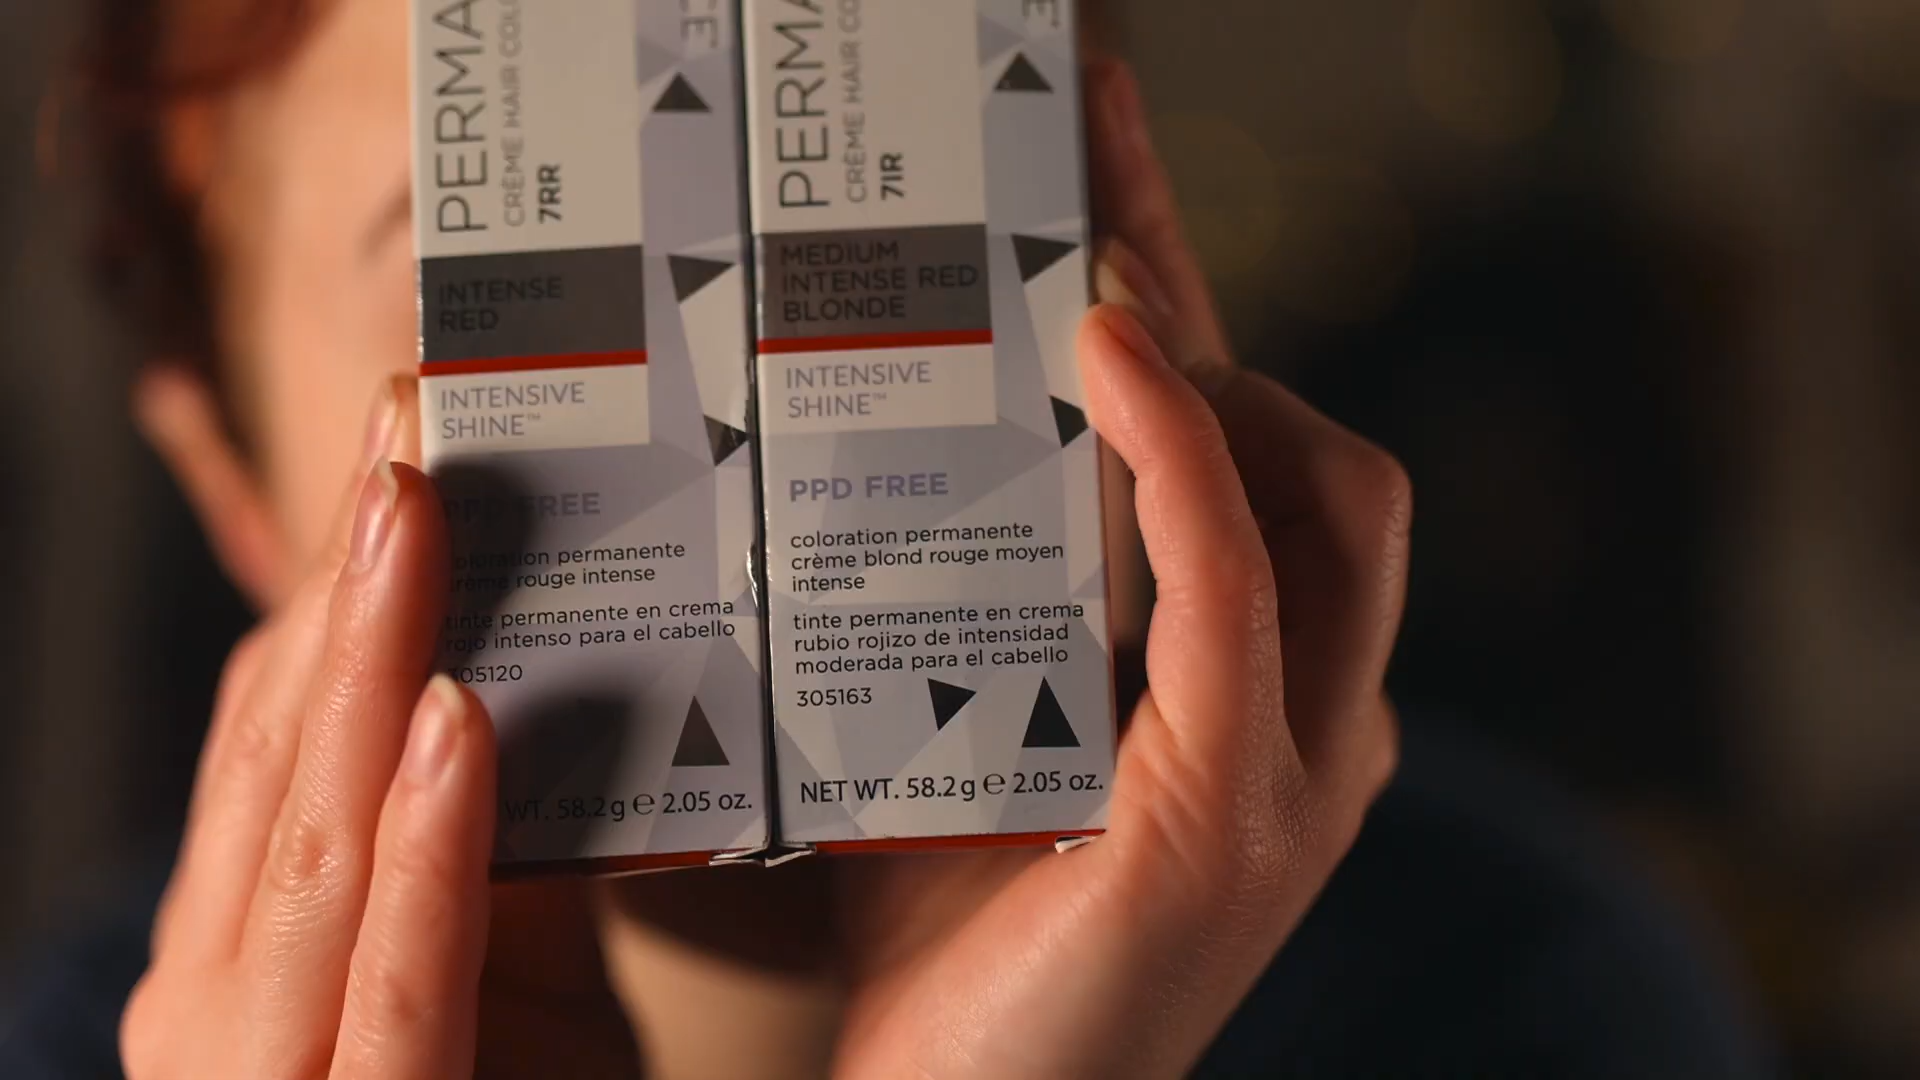 PERMA
CRÈME HAIR COLO
7RR
INTENSE
RED
INTENSIVE
SHINE™
PPD FREE
coloration permanente
crème rouge intense
tinte permanente en crema
rojo intenso para el cabello
305120
WT. 58.2 g ℮ 2.05 oz.
PERMA
CRÈME HAIR CO
7IR
MEDIUM
INTENSE RED
BLONDE
INTENSIVE
SHINE™
PPD FREE
coloration permanente
crème blond rouge moyen
intense
tinte permanente en crema
rubio rojizo de intensidad
moderada para el cabello
305163
NET WT. 58.2 g ℮ 2.05 oz.